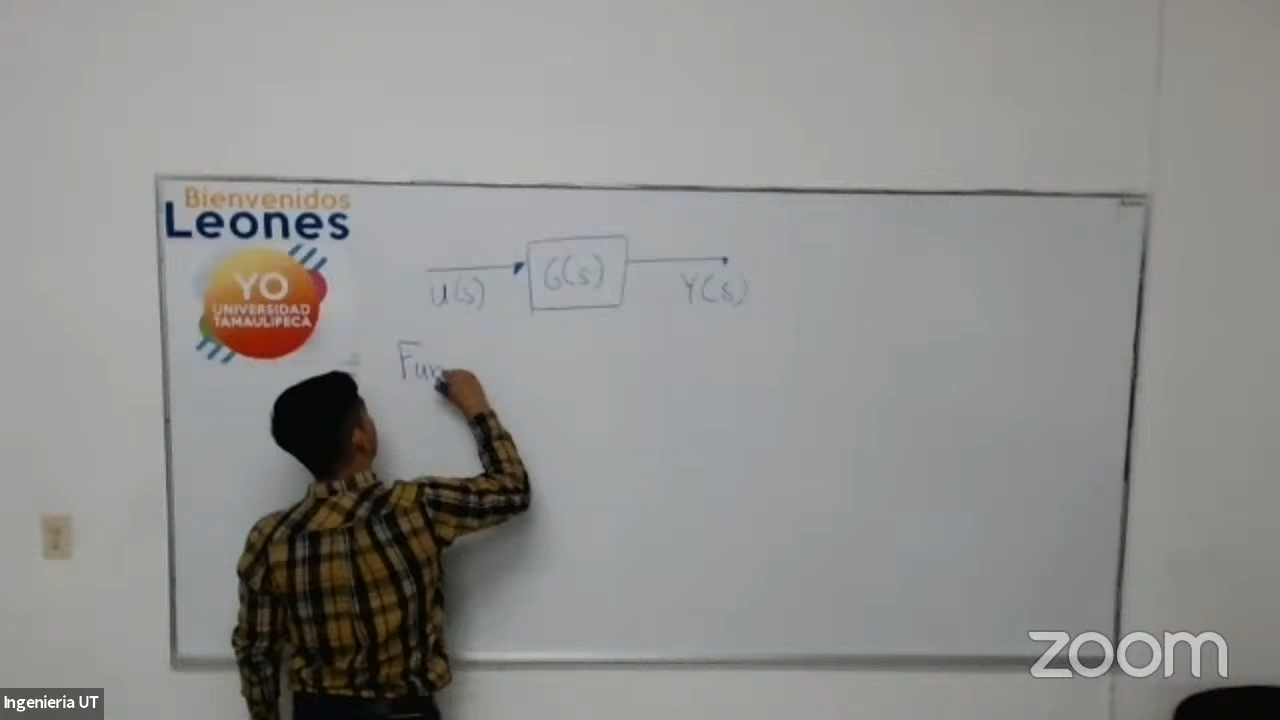 Bienvenidos
Leones
YO
UNIVERSIDAD
TAMAULIPECA
U(s) G(s) Y(s)
Fun
zoom
Ingenieria UT